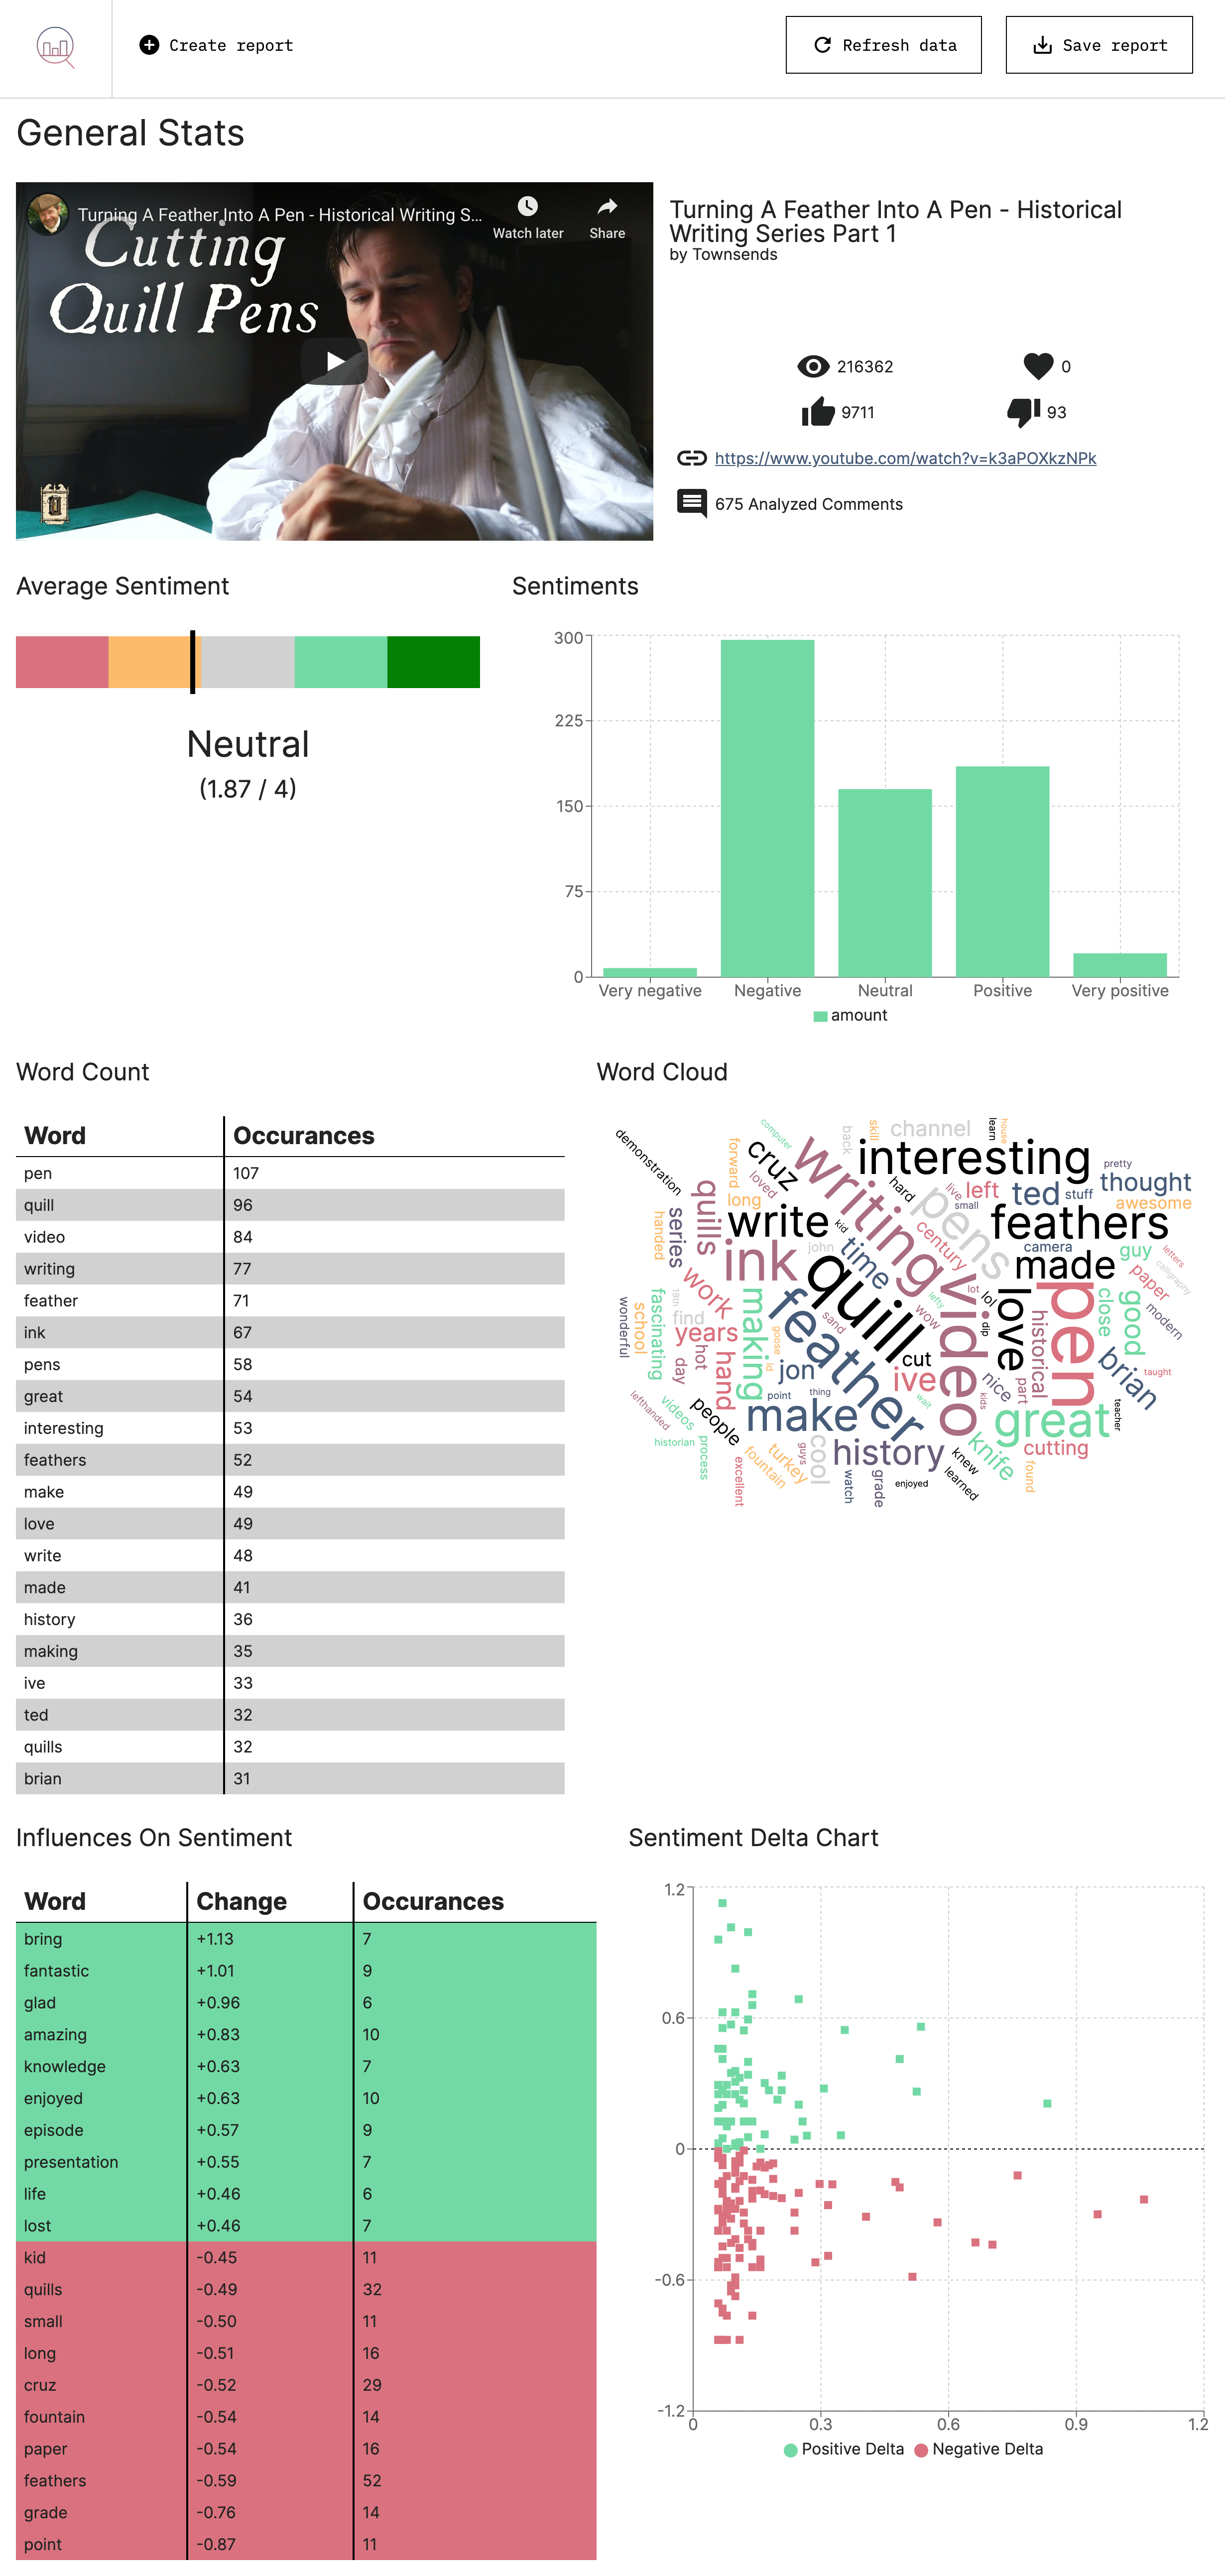 Create report
Refresh data
Save report
General Stats
Turning A Feather Into A Pen - Historical Writing S...
Watch later
Share
Cutting
Quill Pens
Turning A Feather Into A Pen - Historical
Writing Series Part 1
by Townsends
216362
0
9711
93
https://www.youtube.com/watch?v=k3aPOXkzNPk
675 Analyzed Comments
Average Sentiment
Neutral
(1.87 / 4)
Sentiments
300
225
150
75
0
Very negative Negative Neutral Positive Very positive
amount
Word Count
Word Occurances
pen 107
quill 96
video 84
writing 77
feather 71
ink 67
pens 58
great 54
interesting 53
feathers 52
make 49
love 49
write 48
made 41
history 36
making 35
ive 33
ted 32
quills 32
brian 31
Word Cloud
computer
back
skill
channel
learn
house
demonstration
forward
cruz
writing
interesting
pretty
loved
hard
live
left
ted
stuff
thought
long
small
awesome
quills
write
kid
pens
feathers
handed
series
century
camera
guy
letters
john
ink
time
made
paper
calligraphy
work
quill
lefty
lot
lol
wonderful
school
fascinating
18th
find
making
feather
sand
wow
video
dip
love
historical
pen
close
good
modern
years
goose
id
day
hot
hand
jon
cut
ive
nice
part
brian
taught
lefthanded
videos
people
point
thing
wait
kids
teacher
make
great
historian
process
excellent
fountain
turkey
guys
cool
history
knew
knife
cutting
watch
grade
enjoyed
learned
found
Influences On Sentiment
Word Change Occurances
bring +1.13 7
fantastic +1.01 9
glad +0.96 6
amazing +0.83 10
knowledge +0.63 7
enjoyed +0.63 10
episode +0.57 9
presentation +0.55 7
life +0.46 6
lost +0.46 7
kid -0.45 11
quills -0.49 32
small -0.50 11
long -0.51 16
cruz -0.52 29
fountain -0.54 14
paper -0.54 16
feathers -0.59 52
grade -0.76 14
point -0.87 11
Sentiment Delta Chart
1.2
0.6
0
-0.6
-1.2
0 0.3 0.6 0.9 1.2
Positive Delta Negative Delta